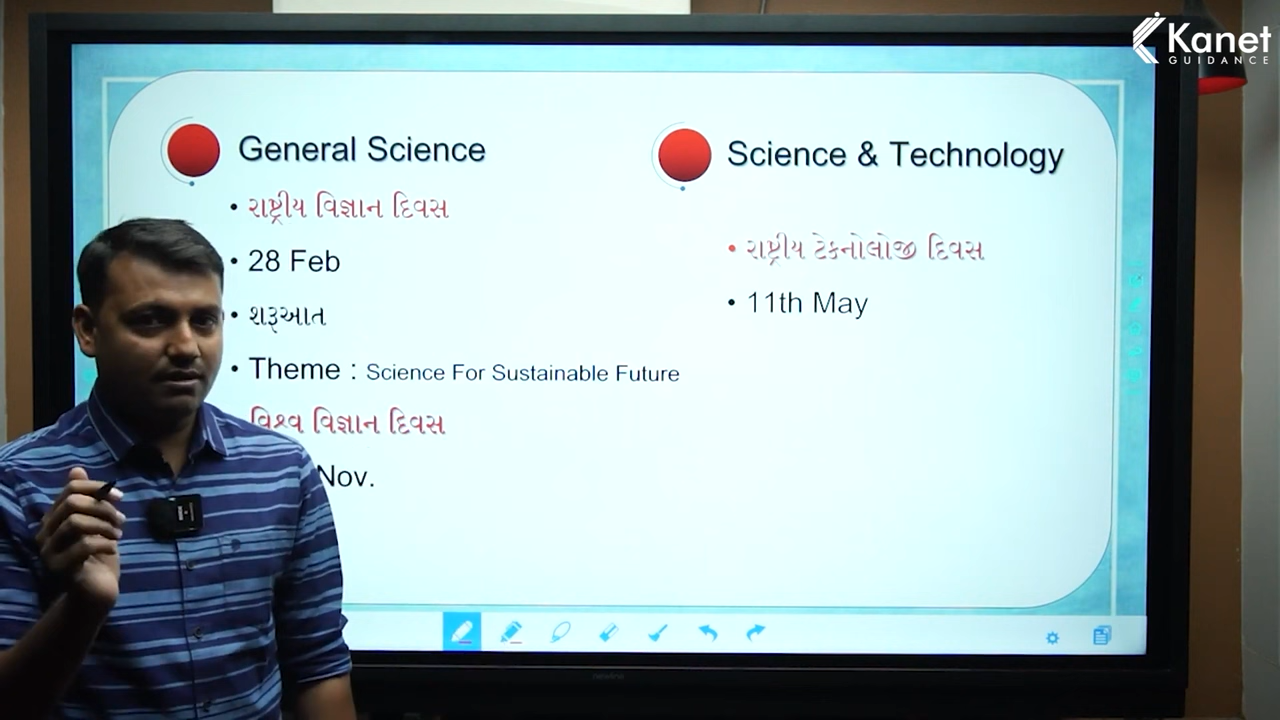 Kanet
GUIDANCE
General Science
• રાષ્ટ્રીય વિજ્ઞાન દિવસ
• 28 Feb
• શરૂઆત
• Theme : Science For Sustainable Future
વિશ્વ વિજ્ઞાન દિવસ
Nov.
Science & Technology
• રાષ્ટ્રીય ટેકનોલોજી દિવસ
• 11th May
newline